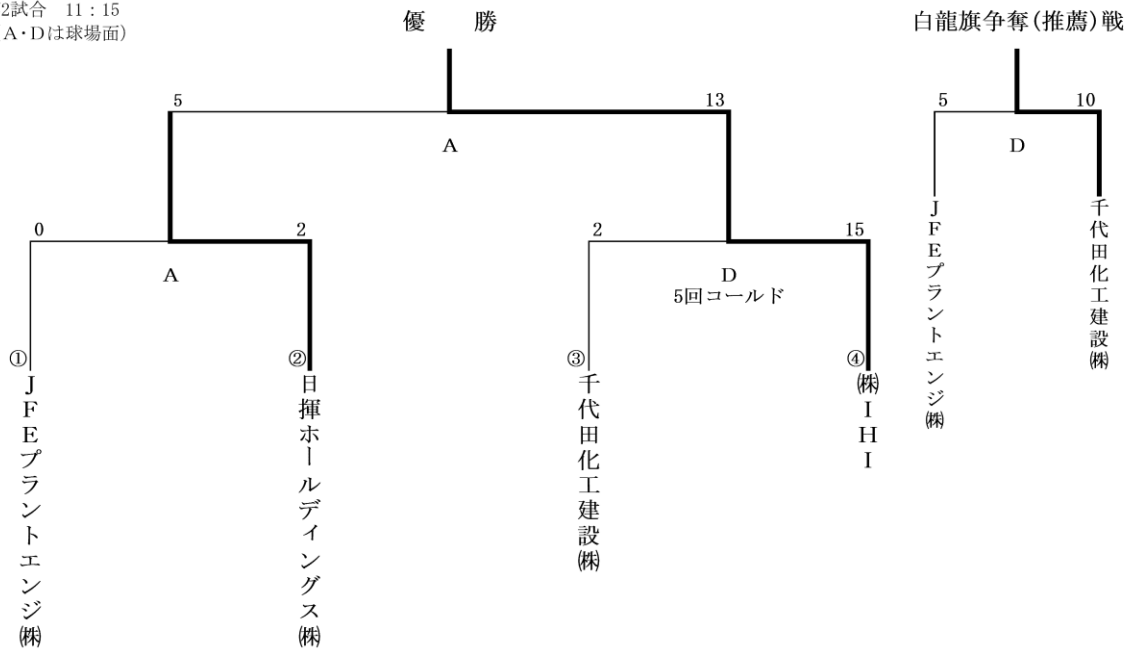 2試合　11：15
A・Dは球場面）
優　勝
白龍旗争奪（推薦）戦
5
13
5
10
A
D
0
2
2
15
A
D
5回コールド
①
②
③
④
JFEプラントエンジ㈱
日揮ホールディングス㈱
千代田化工建設㈱
㈱IHI
JFEプラントエンジ㈱
千代田化工建設㈱